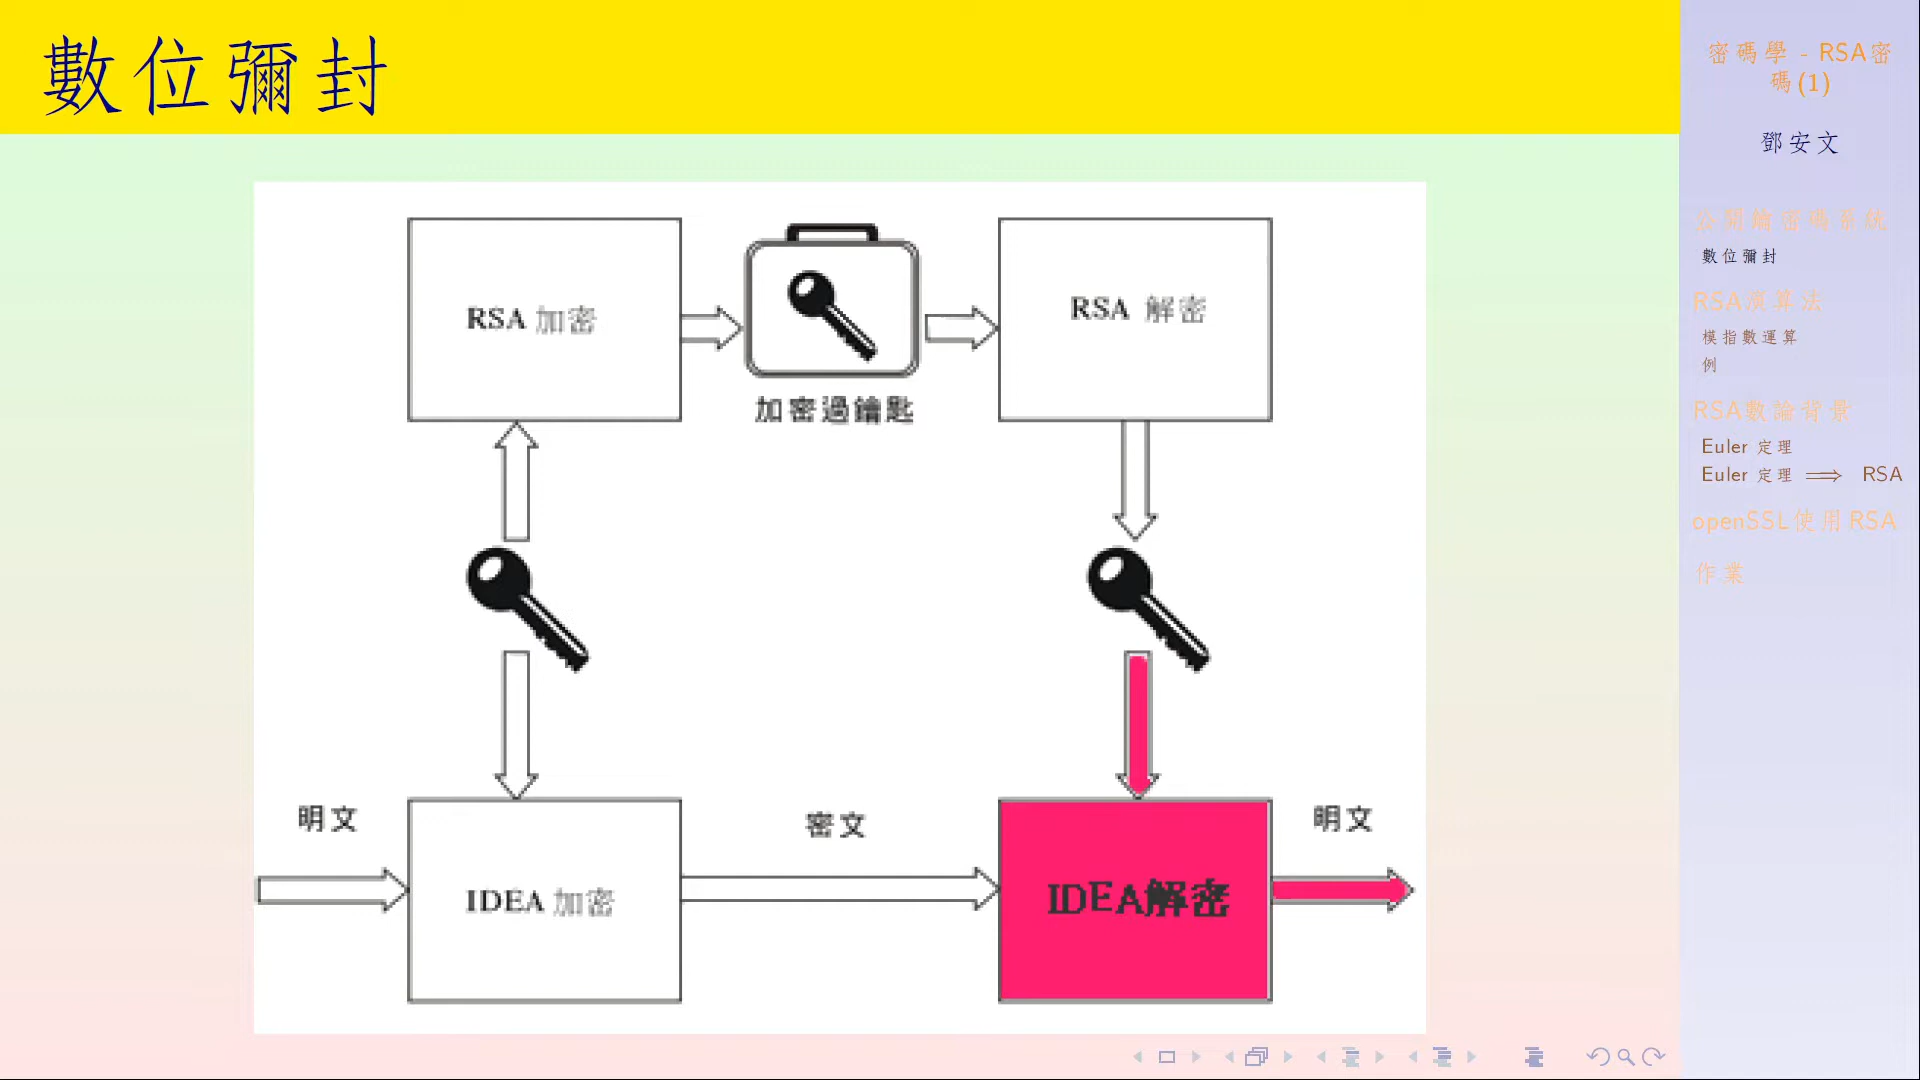 數位彌封
RSA 加密
RSA 解密
加密過鑰匙
明文
密文
明文
IDEA 加密
IDEA解密
密碼學 - RSA密
碼(1)
鄧安文
公開鑰密碼系統
數位彌封
RSA演算法
模指數運算
例
RSA數論背景
Euler 定理
Euler 定理 ⟹ RSA
openSSL使用RSA
作業